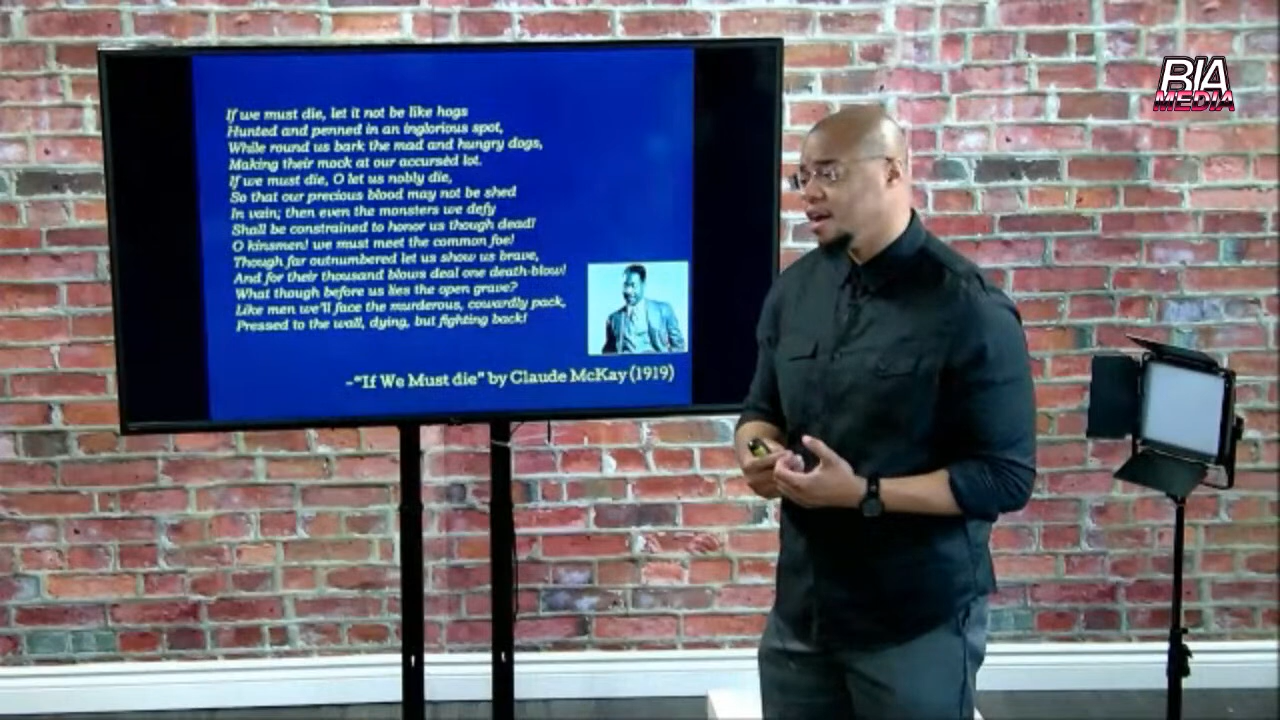 If we must die, let it not be like hogs
Hunted and penned in an inglorious spot,
While round us bark the mad and hungry dogs,
Making their mock at our accursèd lot.
If we must die, O let us nobly die,
So that our precious blood may not be shed
In vain; then even the monsters we defy
Shall be constrained to honor us though dead!
O kinsmen! we must meet the common foe!
Though far outnumbered let us show us brave,
And for their thousand blows deal one death-blow!
What though before us lies the open grave?
Like men we'll face the murderous, cowardly pack,
Pressed to the wall, dying, but fighting back!
-"If We Must die" by Claude McKay (1919)
BIA
MEDIA